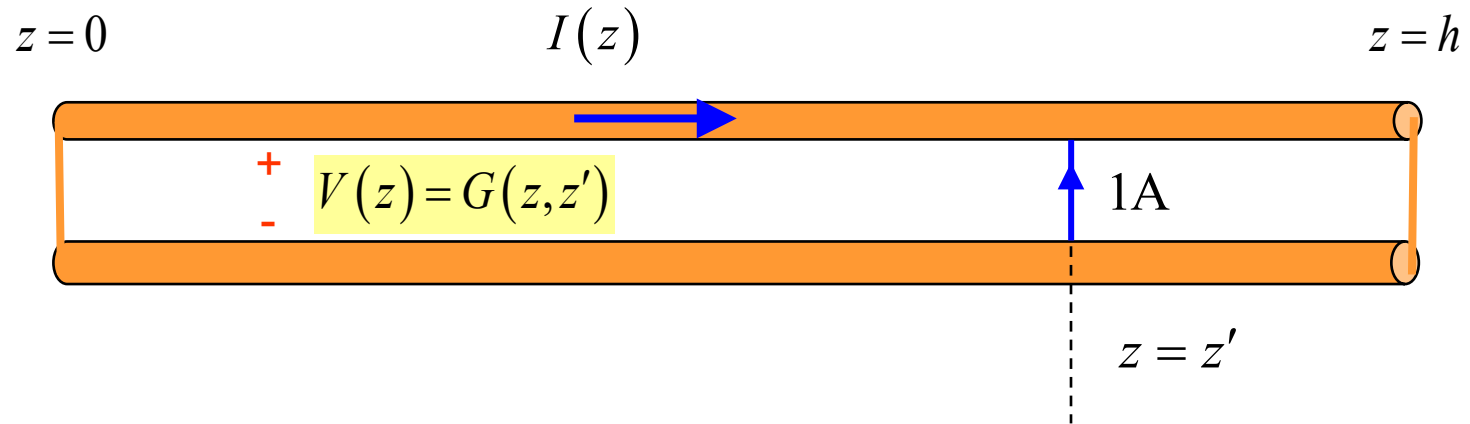 z = 0
I(z)
z = h
+
-
V(z) = G(z, z′)
1A
z = z′